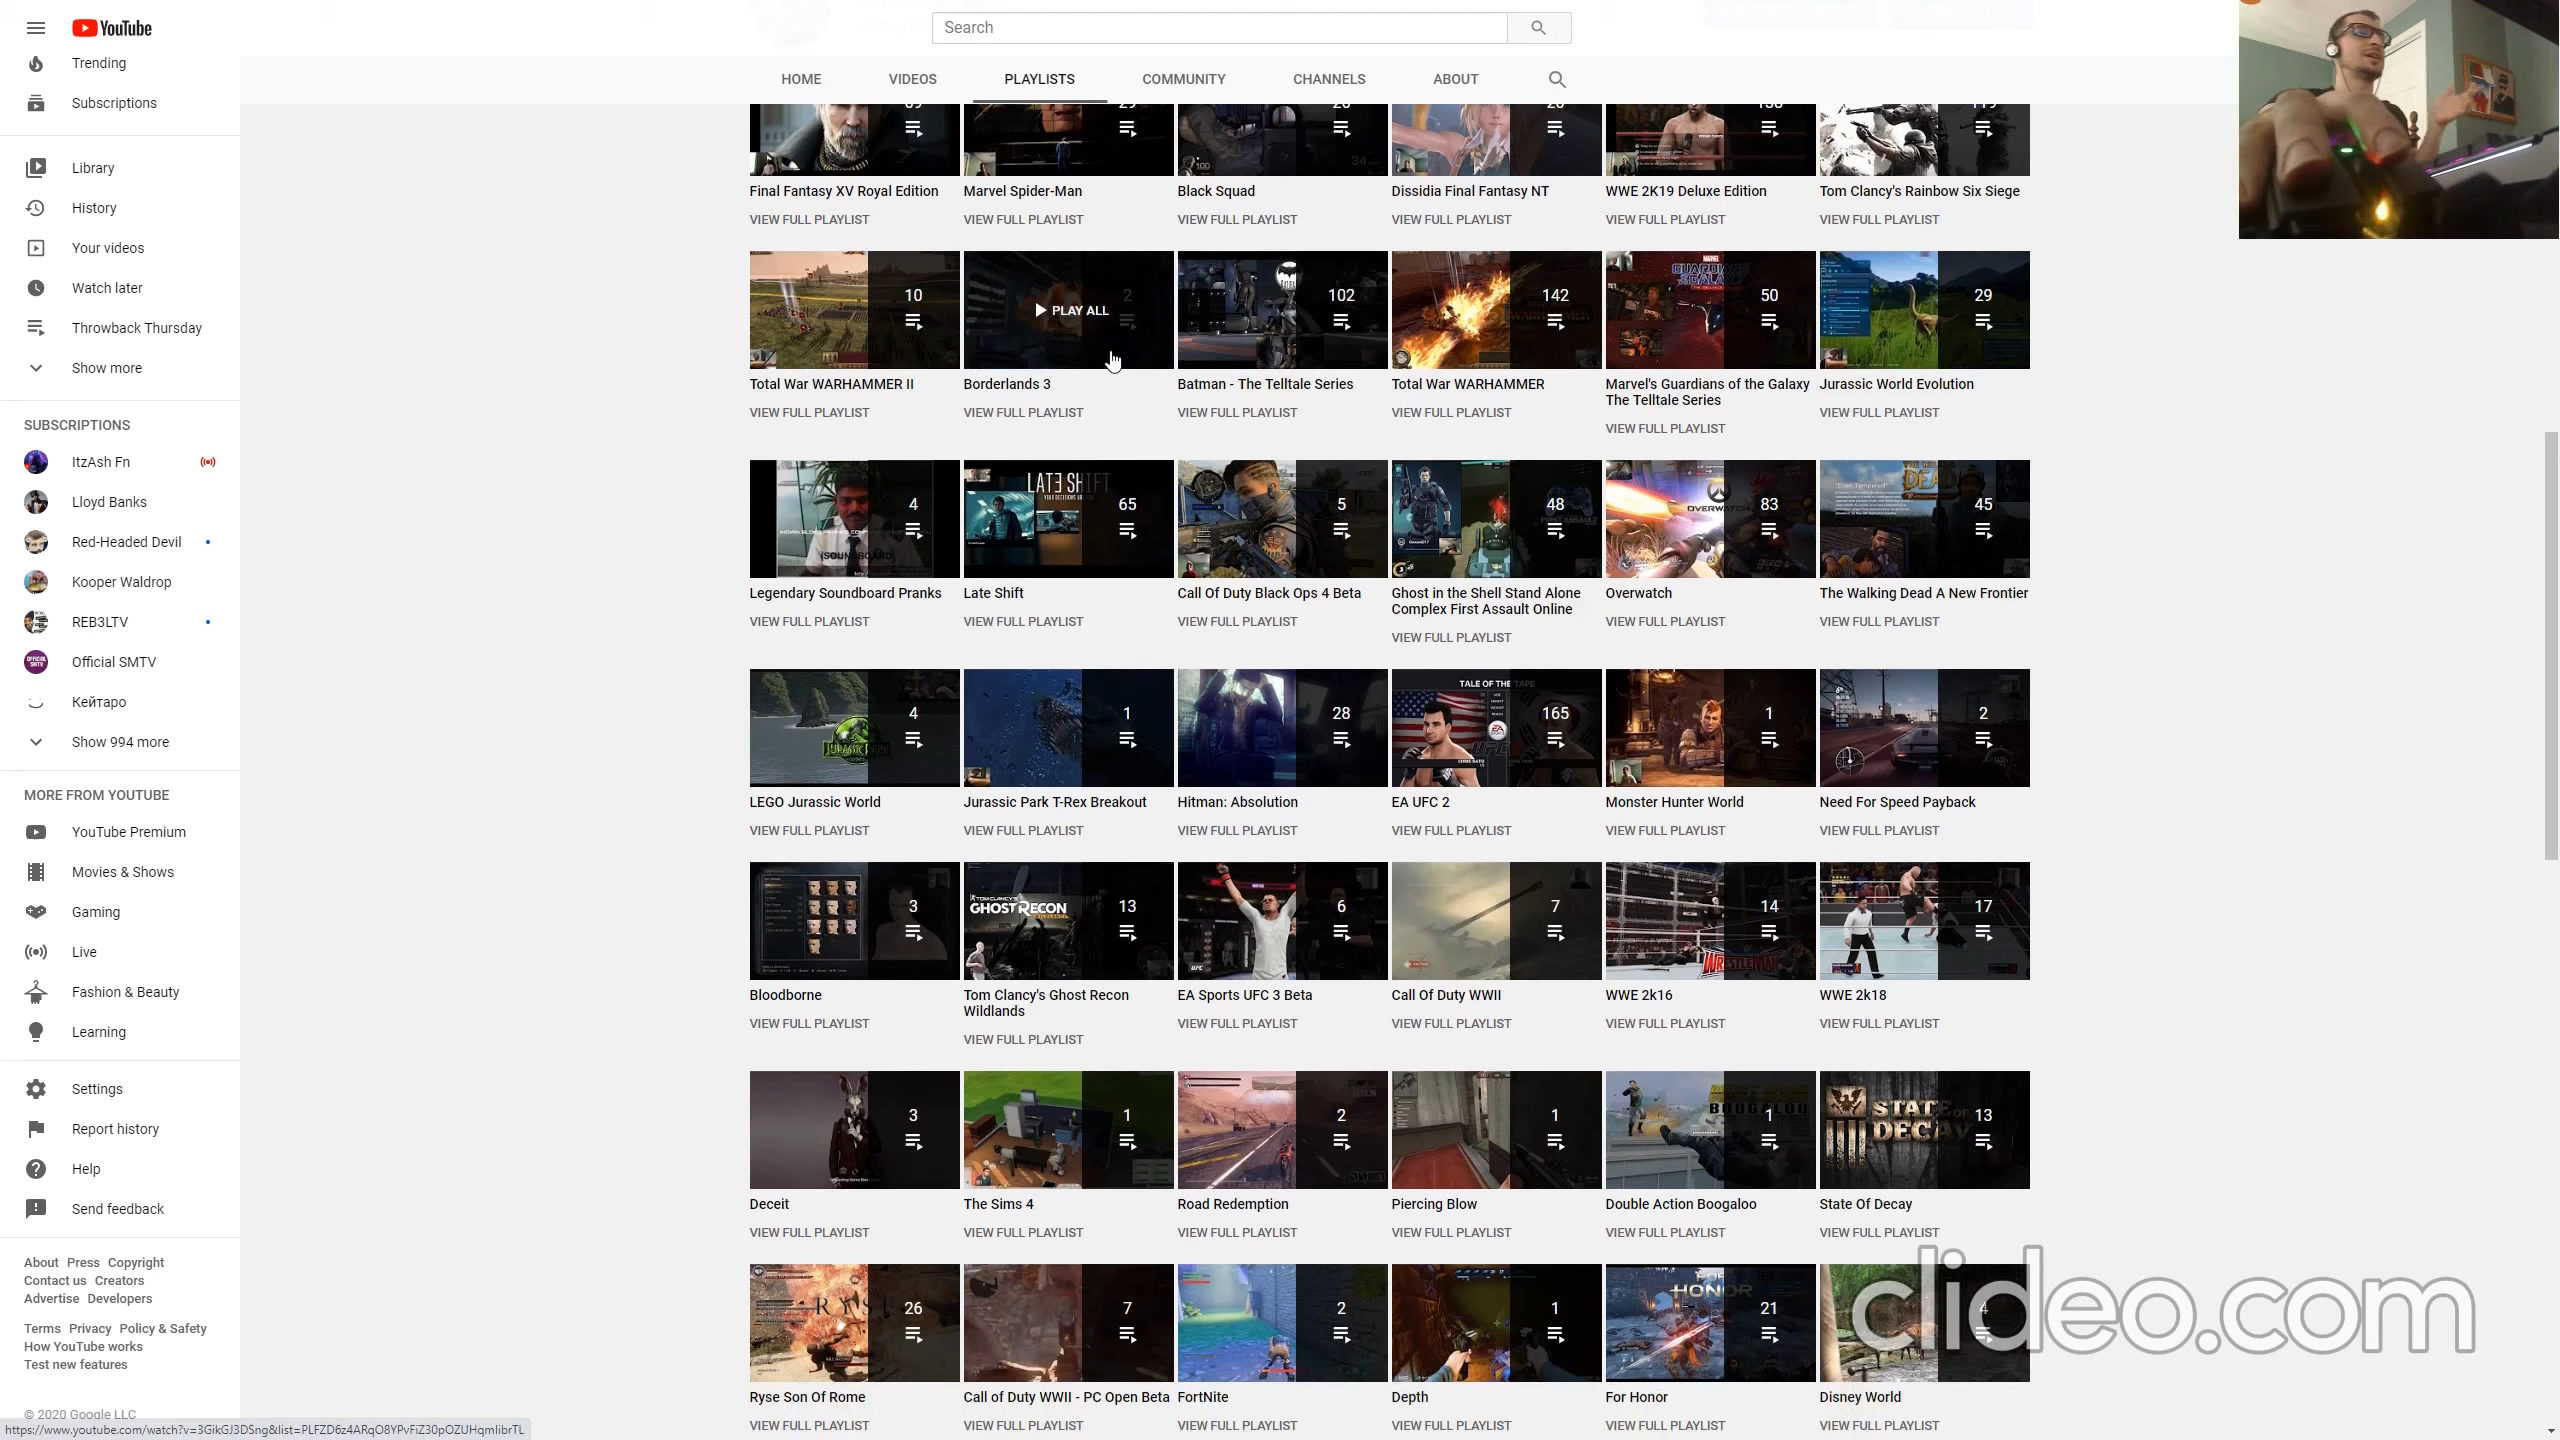 YouTube
Search
Trending
Subscriptions
Library
History
Your videos
Watch later
Throwback Thursday
Show more
SUBSCRIPTIONS
ItzAsh Fn
Lloyd Banks
Red-Headed Devil
Kooper Waldrop
REB3LTV
Official SMTV
Кейтаро
Show 994 more
MORE FROM YOUTUBE
YouTube Premium
Movies & Shows
Gaming
Live
Fashion & Beauty
Learning
Settings
Report history
Help
Send feedback
About Press Copyright
Contact us Creators
Advertise Developers
Terms Privacy Policy & Safety
How YouTube works
Test new features
© 2020 Google LLC
https://www.youtube.com/watch?v=3GikGJ3DSng&list=PLFZD6z4ARqO8YPvFiZ30pOZUHqmIibrTL
HOME VIDEOS PLAYLISTS COMMUNITY CHANNELS ABOUT
Final Fantasy XV Royal Edition Marvel Spider-Man Black Squad Dissidia Final Fantasy NT WWE 2K19 Deluxe Edition Tom Clancy's Rainbow Six Siege
VIEW FULL PLAYLIST VIEW FULL PLAYLIST VIEW FULL PLAYLIST VIEW FULL PLAYLIST VIEW FULL PLAYLIST VIEW FULL PLAYLIST
10 2 102 142 50 29
PLAY ALL
Total War WARHAMMER II Borderlands 3 Batman - The Telltale Series Total War WARHAMMER Marvel's Guardians of the Galaxy Jurassic World Evolution
The Telltale Series
VIEW FULL PLAYLIST VIEW FULL PLAYLIST VIEW FULL PLAYLIST VIEW FULL PLAYLIST VIEW FULL PLAYLIST VIEW FULL PLAYLIST
LATE SHIFT
4 65 5 48 83 45
OVERWATCH
(SOUNDBOARD)
Legendary Soundboard Pranks Late Shift Call Of Duty Black Ops 4 Beta Ghost in the Shell Stand Alone Overwatch The Walking Dead A New Frontier
Complex First Assault Online
VIEW FULL PLAYLIST VIEW FULL PLAYLIST VIEW FULL PLAYLIST VIEW FULL PLAYLIST VIEW FULL PLAYLIST VIEW FULL PLAYLIST
TALE OF THE TAPE
4 1 28 165 1 2
JURASSIC PARK
LEGO Jurassic World Jurassic Park T-Rex Breakout Hitman: Absolution EA UFC 2 Monster Hunter World Need For Speed Payback
VIEW FULL PLAYLIST VIEW FULL PLAYLIST VIEW FULL PLAYLIST VIEW FULL PLAYLIST VIEW FULL PLAYLIST VIEW FULL PLAYLIST
3 13 6 7 14 17
GHOST RECON
Bloodborne Tom Clancy's Ghost Recon EA Sports UFC 3 Beta Call Of Duty WWII WWE 2k16 WWE 2k18
Wildlands
VIEW FULL PLAYLIST VIEW FULL PLAYLIST VIEW FULL PLAYLIST VIEW FULL PLAYLIST VIEW FULL PLAYLIST VIEW FULL PLAYLIST
3 1 2 1 1 13
BOOGALOO
STATE OF DECAY
Deceit The Sims 4 Road Redemption Piercing Blow Double Action Boogaloo State Of Decay
VIEW FULL PLAYLIST VIEW FULL PLAYLIST VIEW FULL PLAYLIST VIEW FULL PLAYLIST VIEW FULL PLAYLIST VIEW FULL PLAYLIST
26 7 2 1 21 4
HONOR
Ryse Son Of Rome Call of Duty WWII - PC Open Beta FortNite Depth For Honor Disney World
VIEW FULL PLAYLIST VIEW FULL PLAYLIST VIEW FULL PLAYLIST VIEW FULL PLAYLIST VIEW FULL PLAYLIST VIEW FULL PLAYLIST
clideo.com